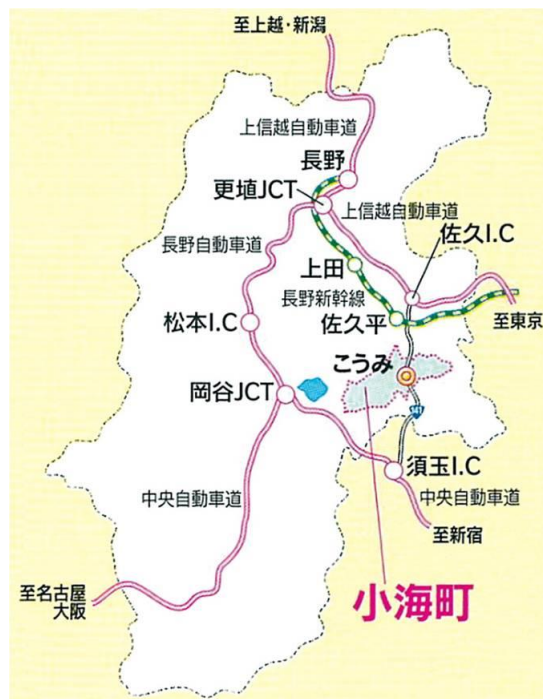 至上越・新潟
上信越自動車道
長野
更埴JCT
上信越自動車道
長野自動車道
佐久I.C
上田
長野新幹線
松本I.C
佐久平
至東京
こうみ
岡谷JCT
141
須玉I.C
中央自動車道
中央自動車道
至新宿
至名古屋
大阪
小海町